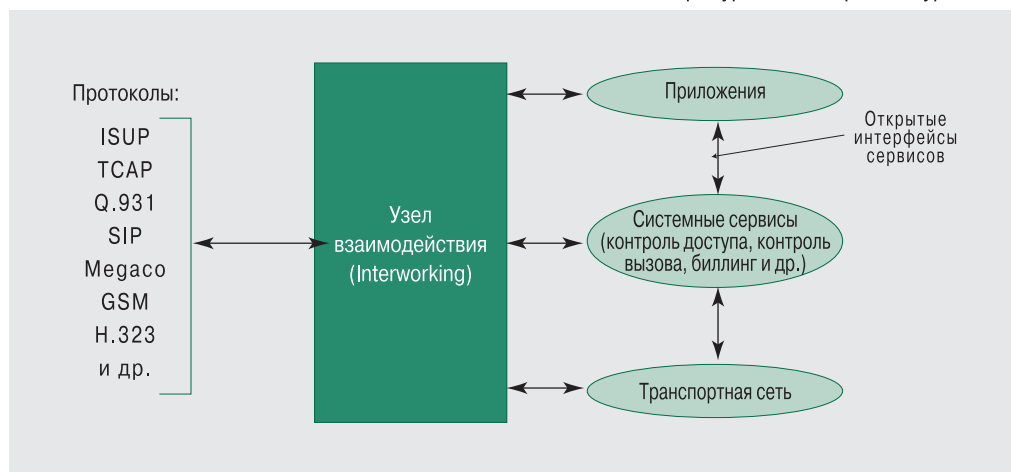 Протоколы:
ISUP
TCAP
Q.931
SIP
Megaco
GSM
H.323
и др.
Узел
взаимодействия
(Interworking)
Приложения
Открытые
интерфейсы
сервисов
Системные сервисы
(контроль доступа, контроль
вызова, биллинг и др.)
Транспортная сеть